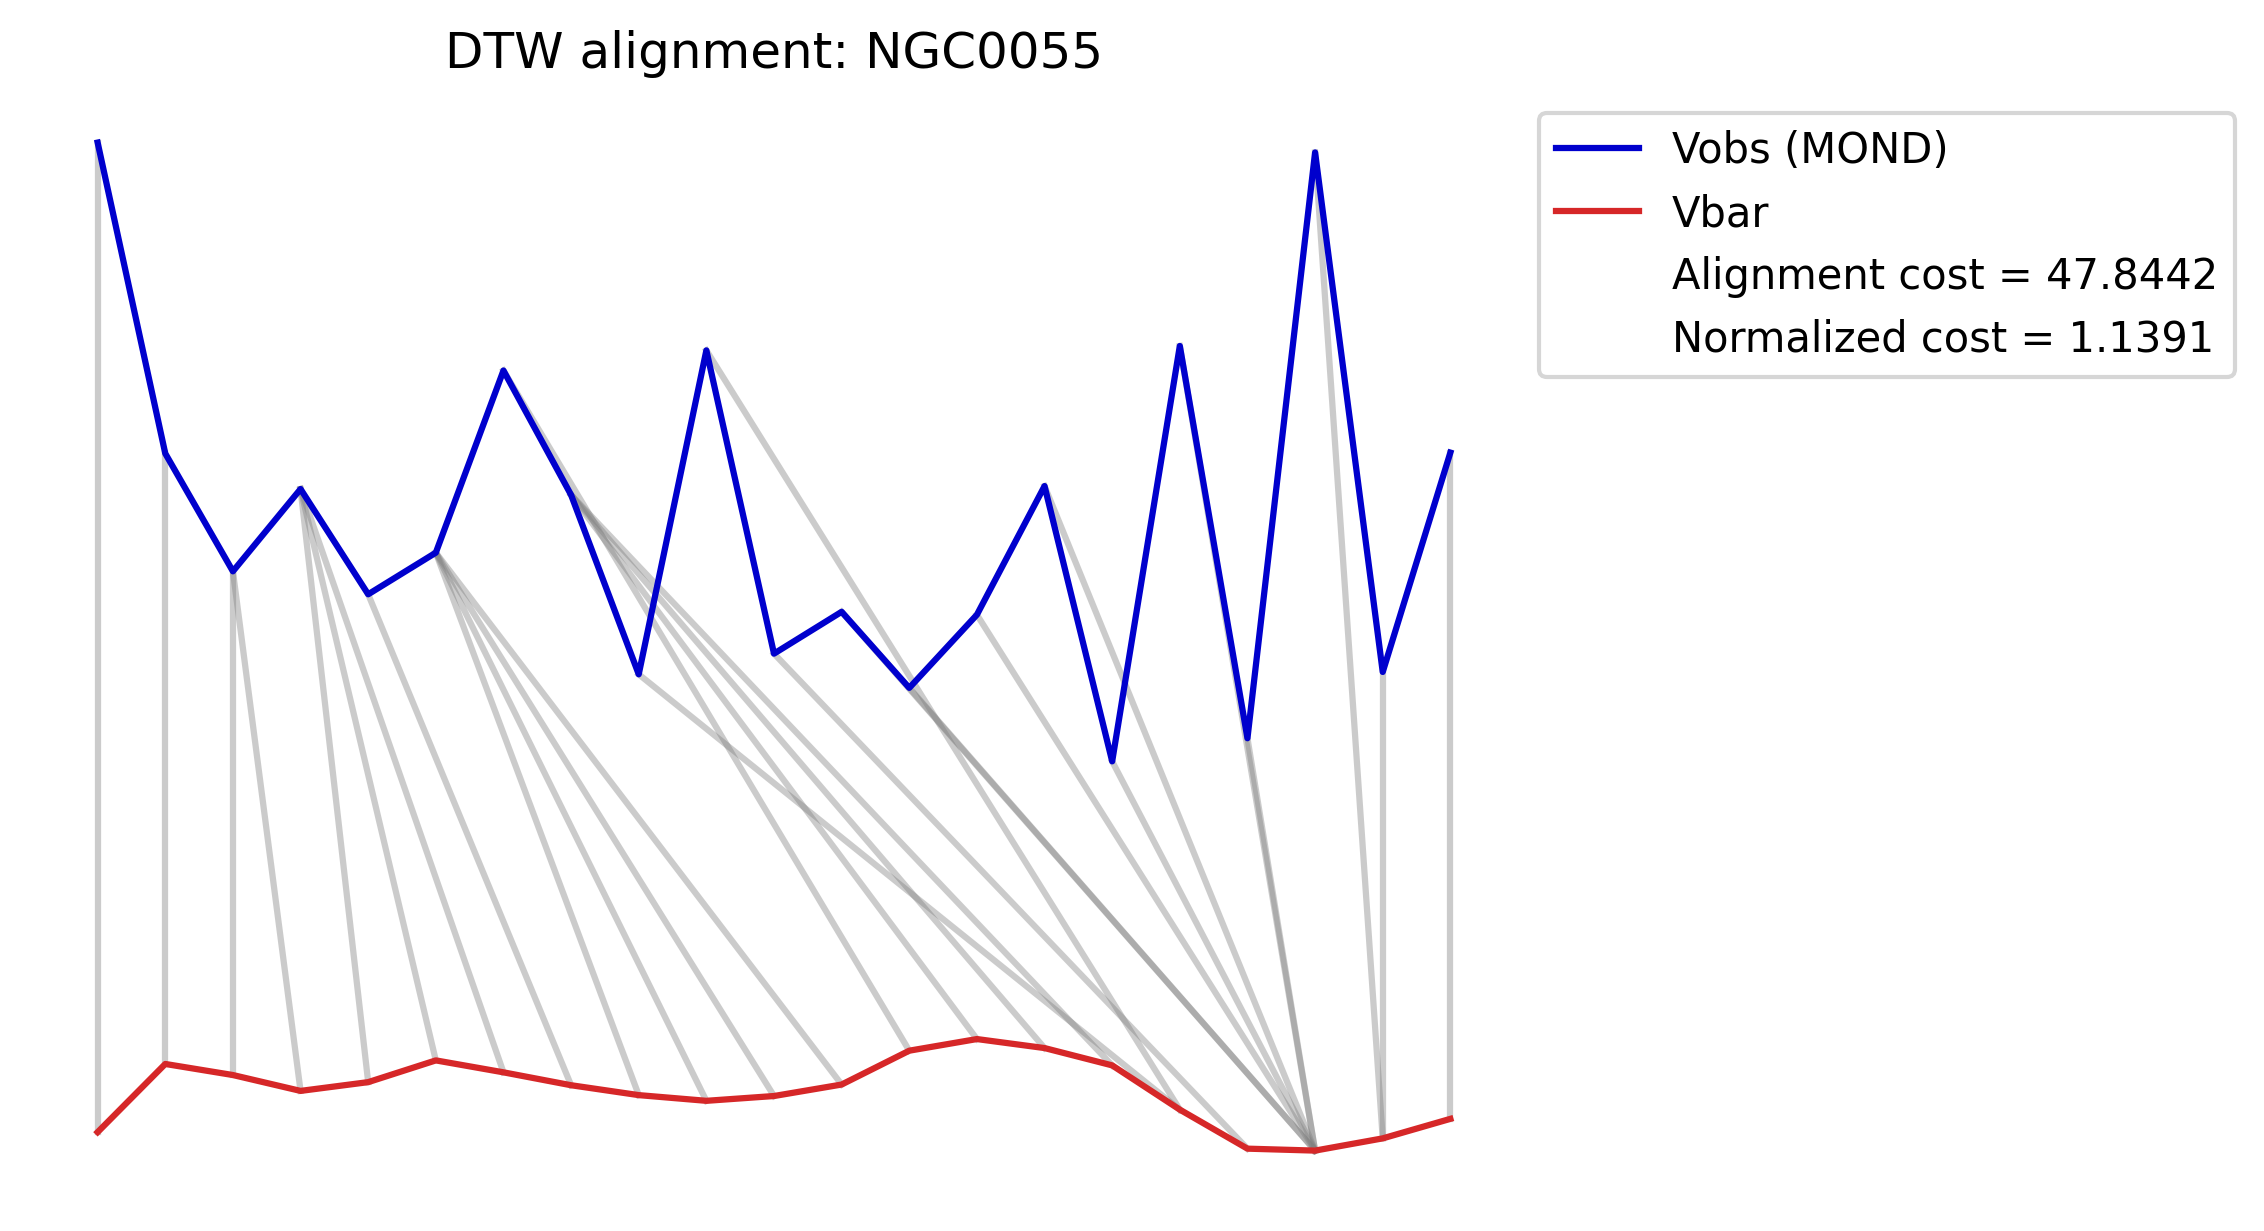 DTW alignment: NGC0055
Vobs (MOND)
Vbar
Alignment cost = 47.8442
Normalized cost = 1.1391